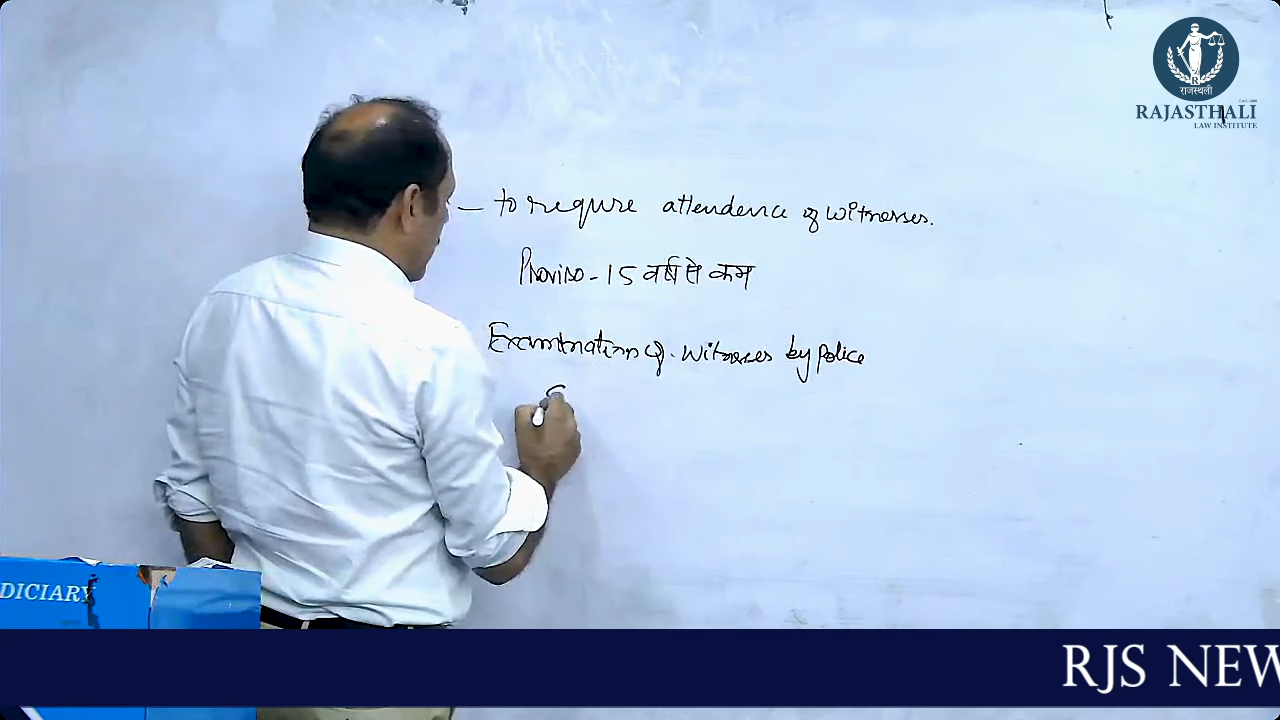 राजस्थली
RAJASTHALI
LAW INSTITUTE
– to requre attendence of witnesses.
Proviso - 15 वर्ष से कम
Examination of witnesses by police
DICIARY
RJS NEW